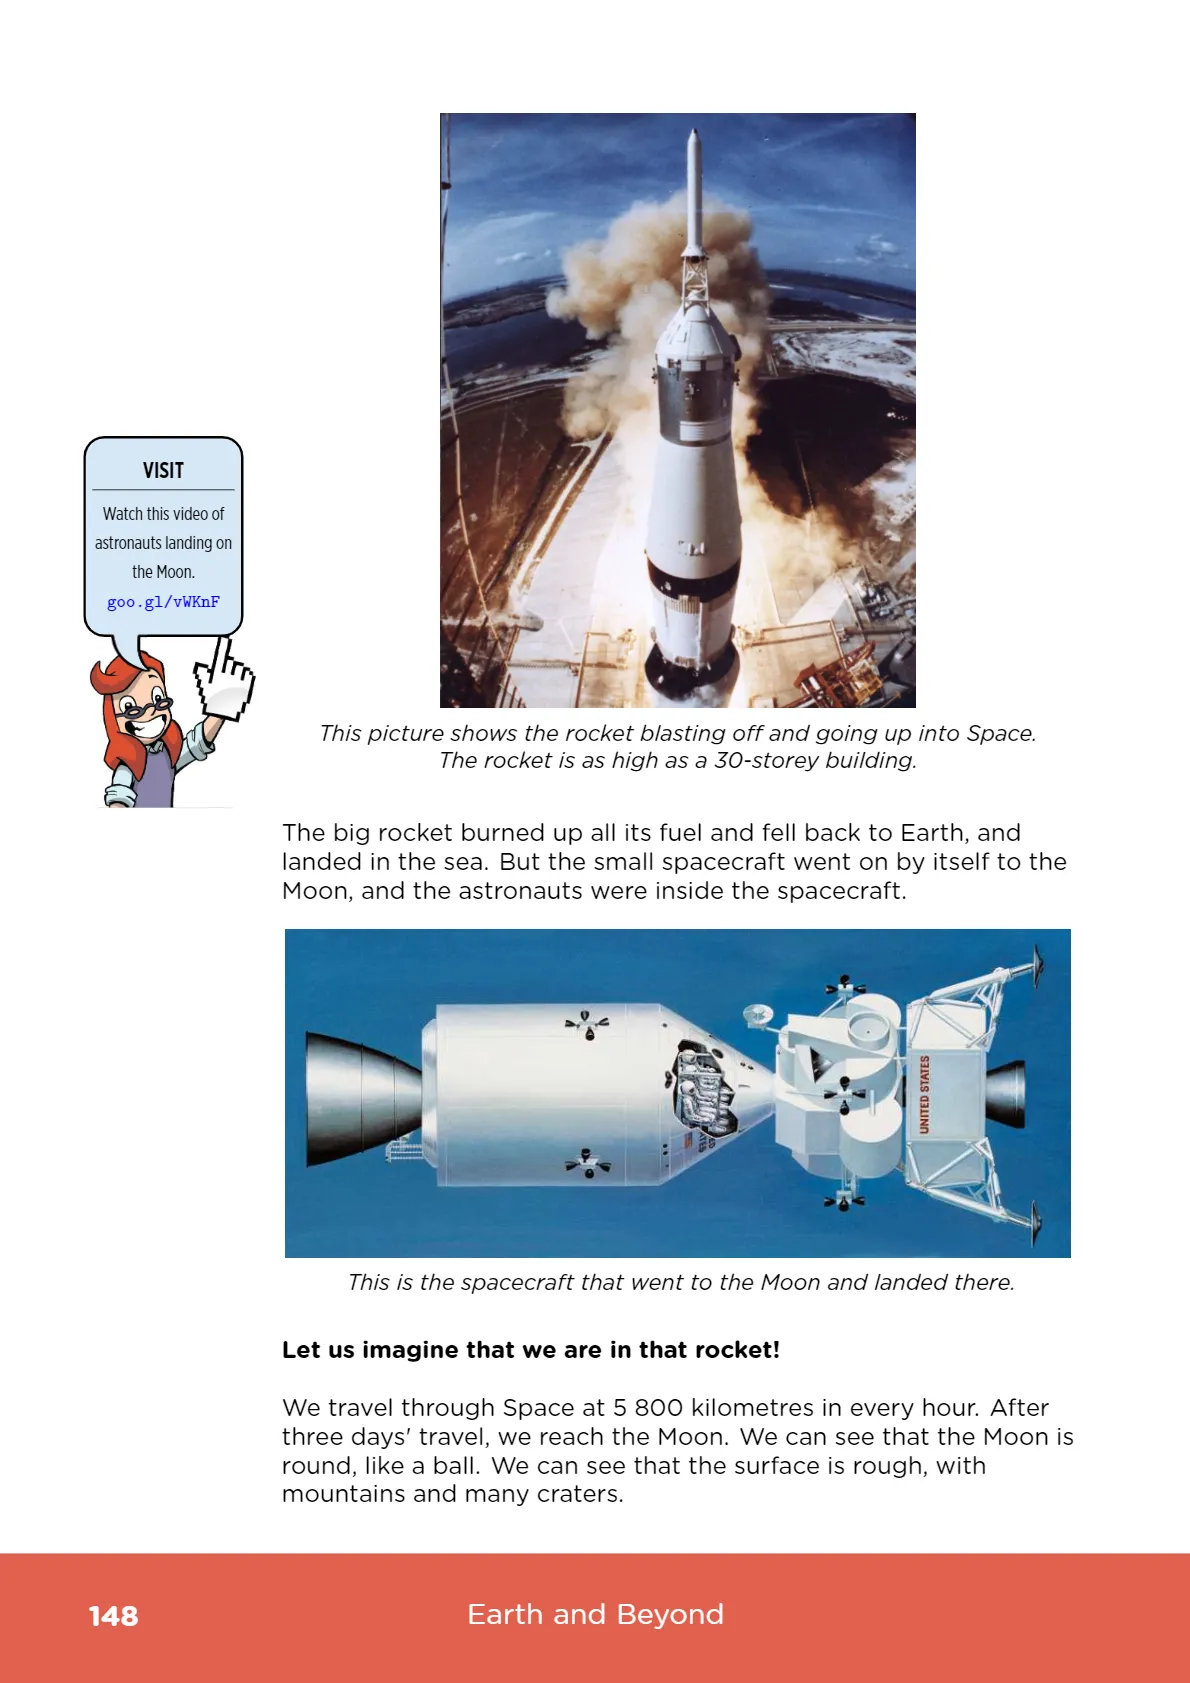 VISIT
Watch this video of
astronauts landing on
the Moon.
goo.gl/vWKnF
This picture shows the rocket blasting off and going up into Space.
The rocket is as high as a 30-storey building.
The big rocket burned up all its fuel and fell back to Earth, and
landed in the sea. But the small spacecraft went on by itself to the
Moon, and the astronauts were inside the spacecraft.
UNITED STATES
This is the spacecraft that went to the Moon and landed there.
Let us imagine that we are in that rocket!
We travel through Space at 5 800 kilometres in every hour. After
three days' travel, we reach the Moon. We can see that the Moon is
round, like a ball. We can see that the surface is rough, with
mountains and many craters.
148
Earth and Beyond